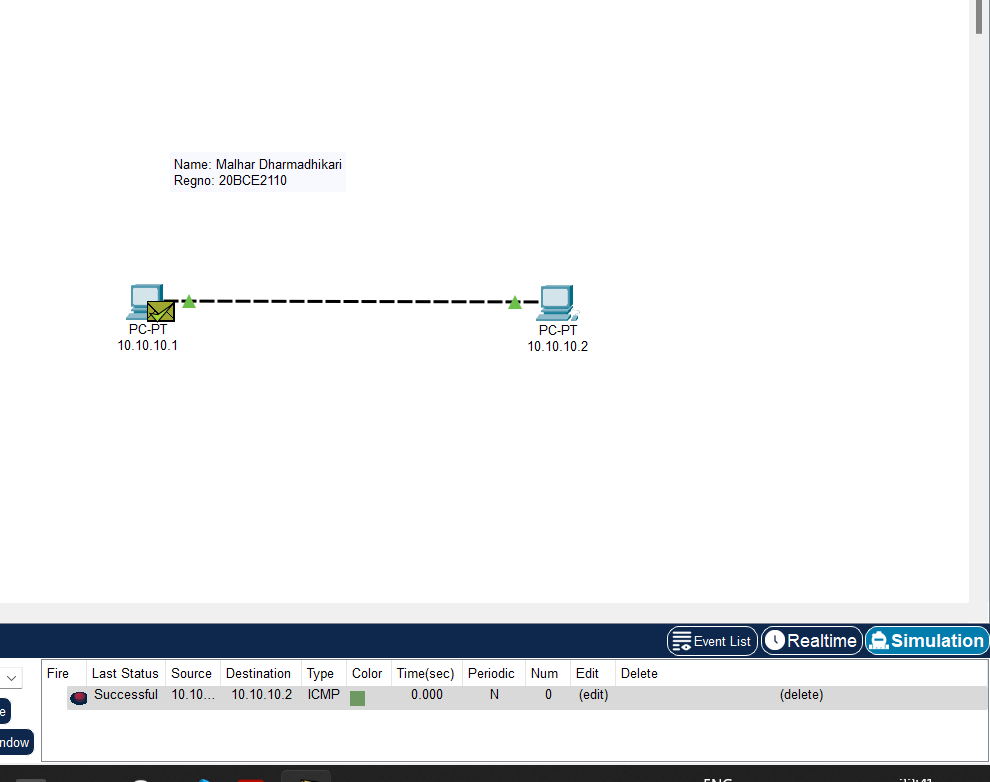 Name: Malhar Dharmadhikari
Regno: 20BCE2110
PC-PT
10.10.10.1
PC-PT
10.10.10.2
Event List
Realtime
Simulation
Fire Last Status Source Destination Type Color Time(sec) Periodic Num Edit Delete
Successful 10.10... 10.10.10.2 ICMP 0.000 N 0 (edit) (delete)
e
ndow
ENG